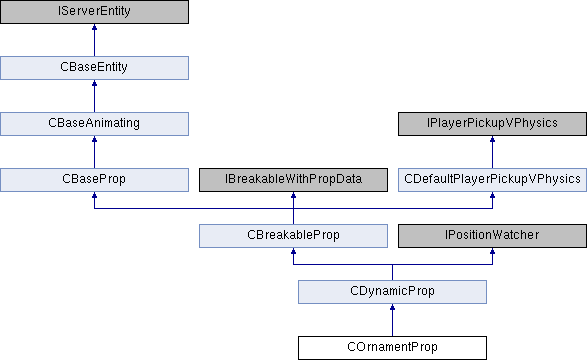 IServerEntity
CBaseEntity
CBaseAnimating
IPlayerPickupVPhysics
CBaseProp
IBreakableWithPropData
CDefaultPlayerPickupVPhysics
CBreakableProp
IPositionWatcher
CDynamicProp
COrnamentProp